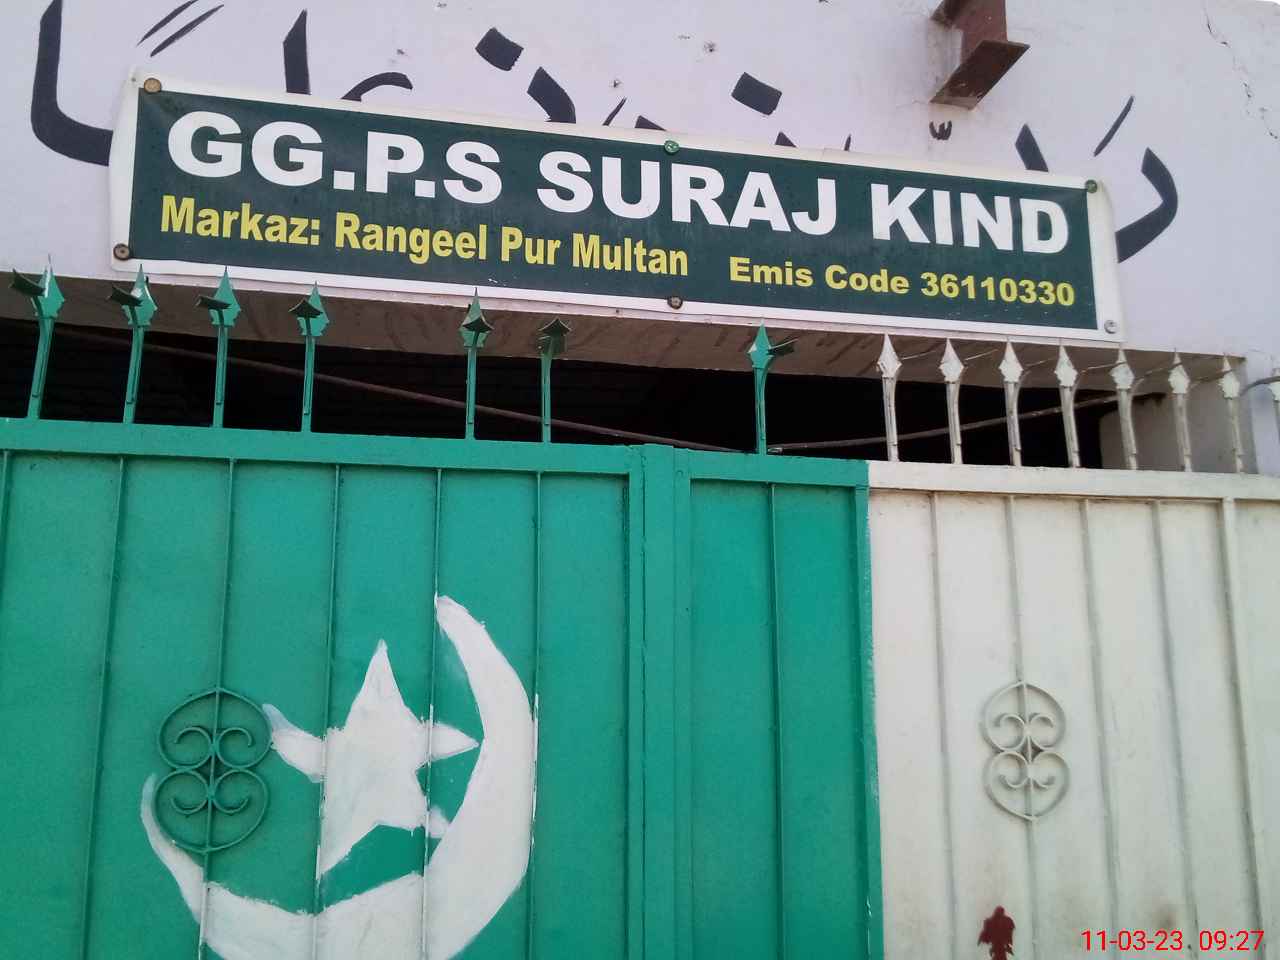 GG.P.S SURAJ KIND
Markaz: Rangeel Pur Multan Emis Code 36110330
11-03-23 09:27